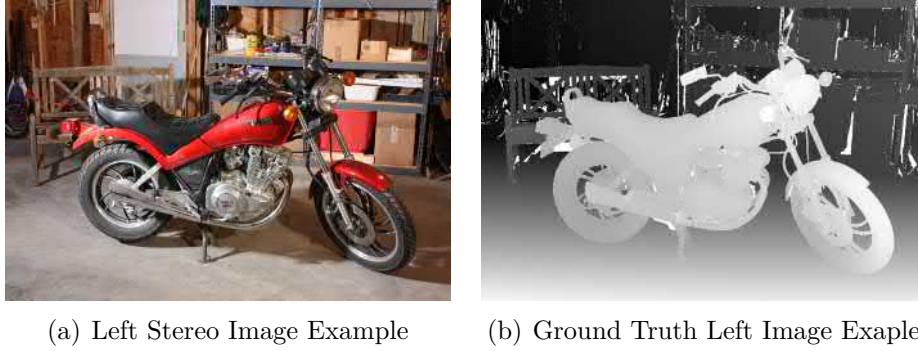 (a) Left Stereo Image Example
(b) Ground Truth Left Image Exaple